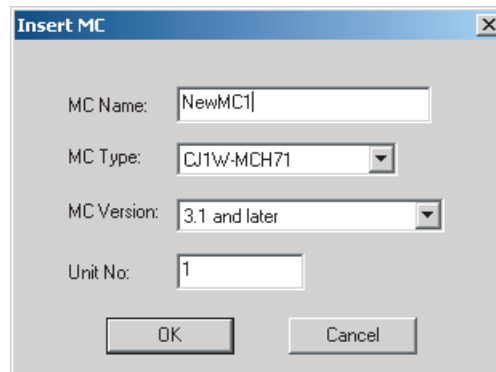 Insert MC
MC Name: NewMC1
MC Type: CJ1W-MCH71
MC Version: 3.1 and later
Unit No: 1
OK Cancel